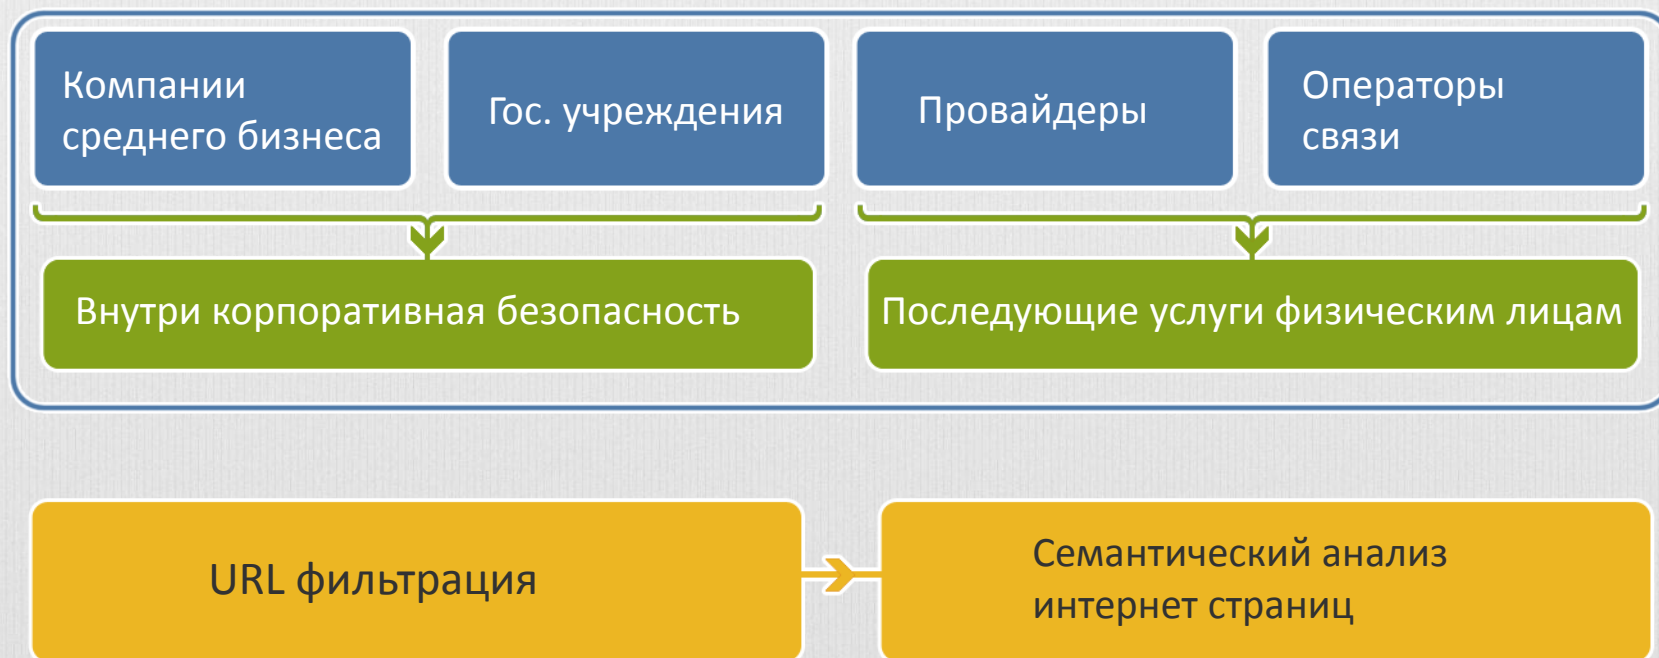 Компании
среднего бизнеса
Гос. учреждения
Провайдеры
Операторы
связи
Внутри корпоративная безопасность
Последующие услуги физическим лицам
URL фильтрация
Семантический анализ
интернет страниц